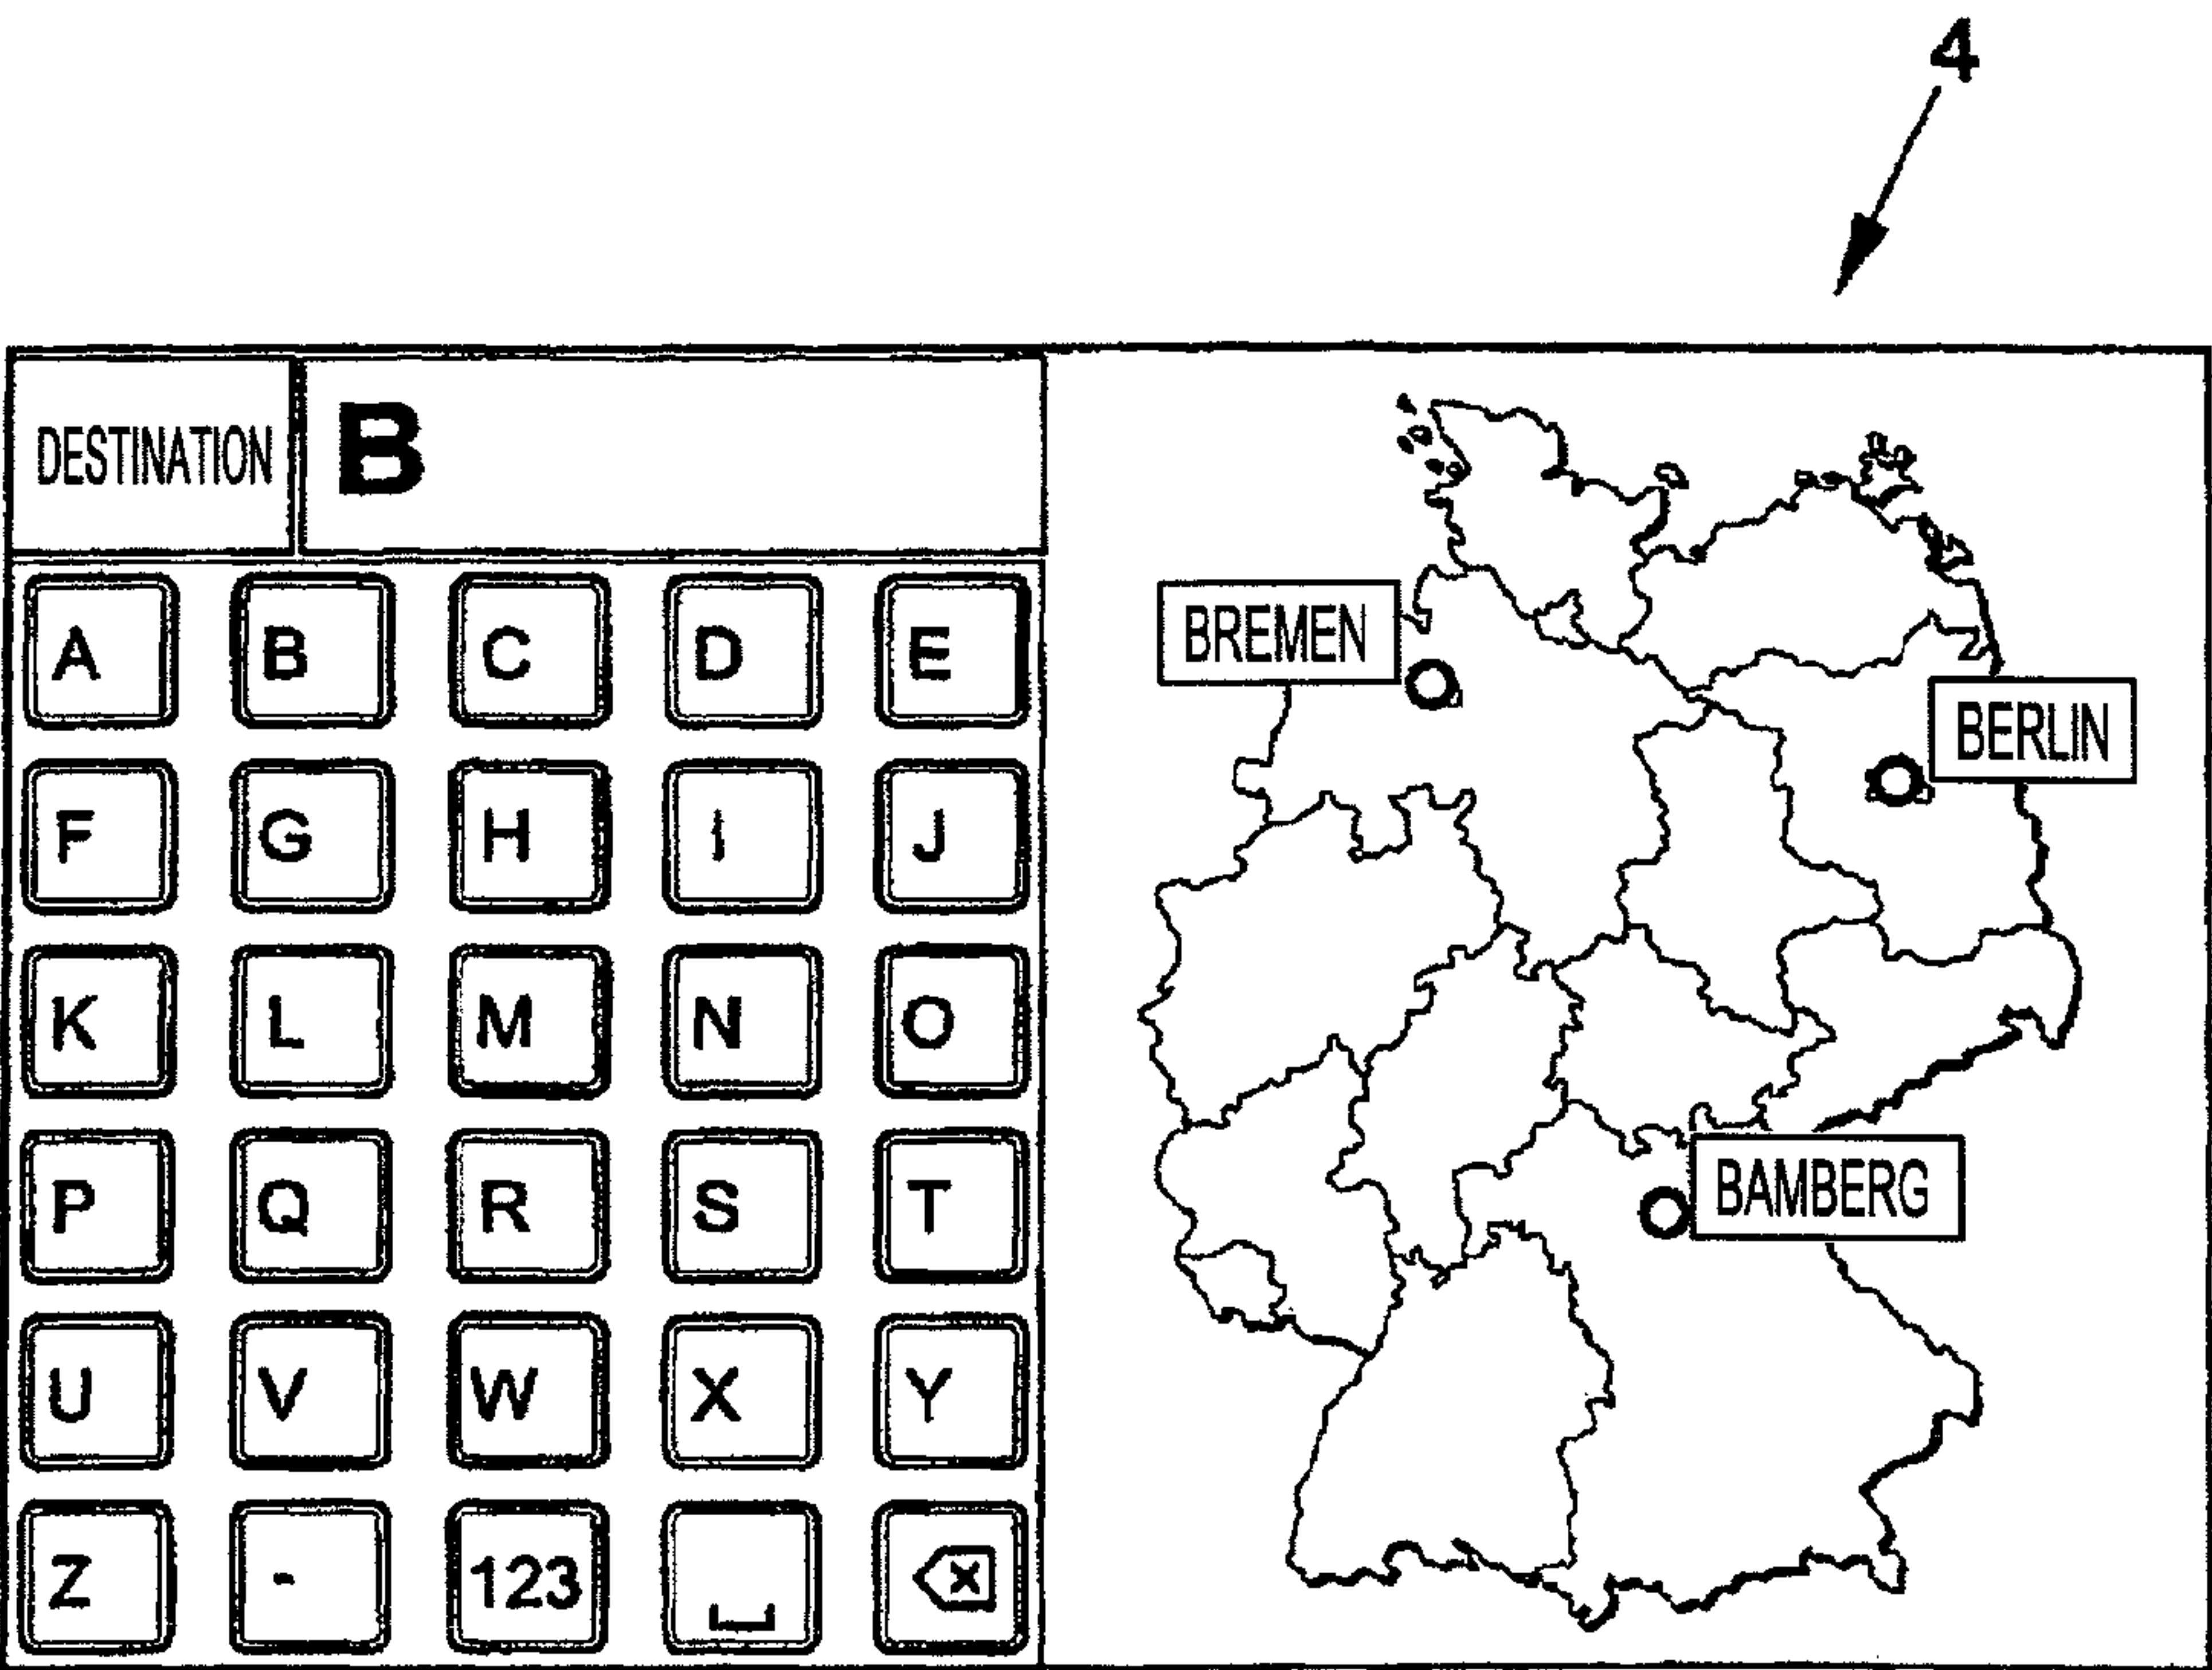 4
DESTINATION B
A B C D E
F G H I J
K L M N O
P Q R S T
U V W X Y
Z - 123
BREMEN
BERLIN
BAMBERG